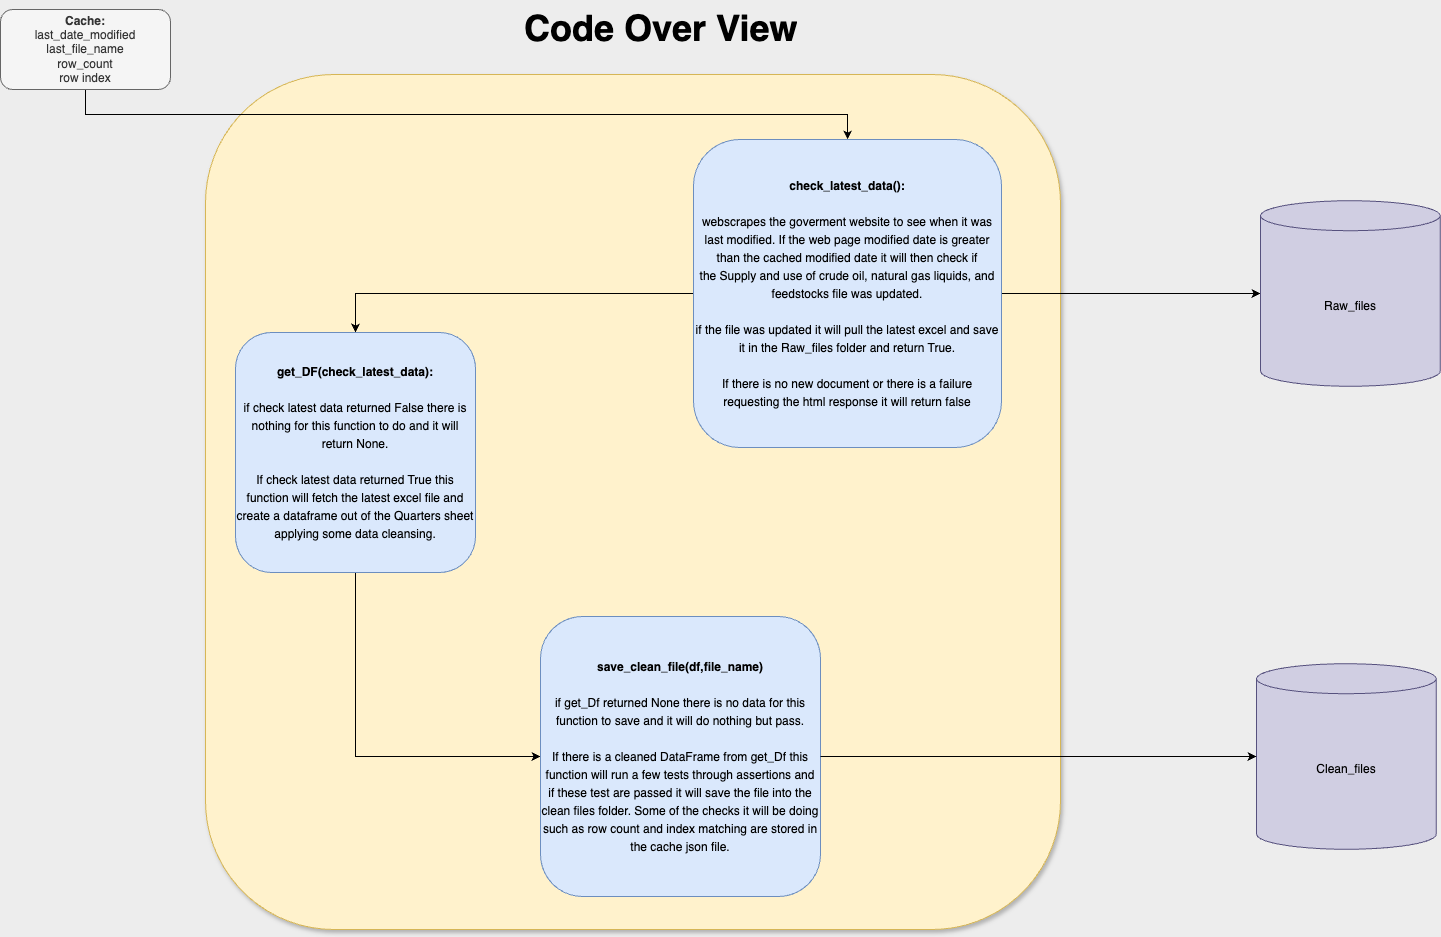 Code Over View
Cache:
last_date_modified
last_file_name
row_count
row index
check_latest_data():
webscrapes the goverment website to see when it was
last modified. If the web page modified date is greater
than the cached modified date it will then check if
the Supply and use of crude oil, natural gas liquids, and
feedstocks file was updated.
if the file was updated it will pull the latest excel and save
it in the Raw_files folder and return True.
If there is no new document or there is a failure
requesting the html response it will return false
Raw_files
get_DF(check_latest_data):
if check latest data returned False there is
nothing for this function to do and it will
return None.
If check latest data returned True this
function will fetch the latest excel file and
create a dataframe out of the Quarters sheet
applying some data cleansing.
save_clean_file(df,file_name)
if get_Df returned None there is no data for this
function to save and it will do nothing but pass.
If there is a cleaned DataFrame from get_Df this
function will run a few tests through assertions and
if these test are passed it will save the file into the
clean files folder. Some of the checks it will be doing
such as row count and index matching are stored in
the cache json file.
Clean_files